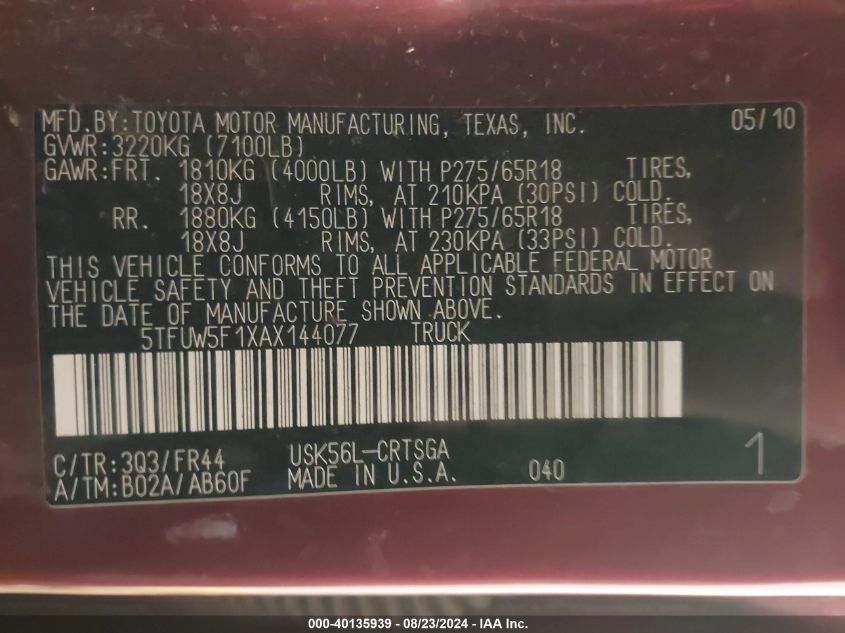 MFD.BY:TOYOTA MOTOR MANUFACTURING, TEXAS, INC. 05/10
GVWR:3220KG (7100LB)
GAWR:FRT. 1810KG (4000LB) WITH P275/65R18 TIRES,
18X8J RIMS, AT 210KPA (30PSI) COLD.
RR. 1880KG (4150LB) WITH P275/65R18 TIRES,
18X8J RIMS, AT 230KPA (33PSI) COLD.
THIS VEHICLE CONFORMS TO ALL APPLICABLE FEDERAL MOTOR
VEHICLE SAFETY AND THEFT PREVENTION STANDARDS IN EFFECT ON
THE DATE OF MANUFACTURE SHOWN ABOVE.
5TFUW5F1XAX144077 TRUCK
C/TR:3Q3/FR44 USK56L-CRTSGA 1
A/TM:B02A/AB60F MADE IN U.S.A. 040
000-40135939 - 08/23/2024 - IAA Inc.